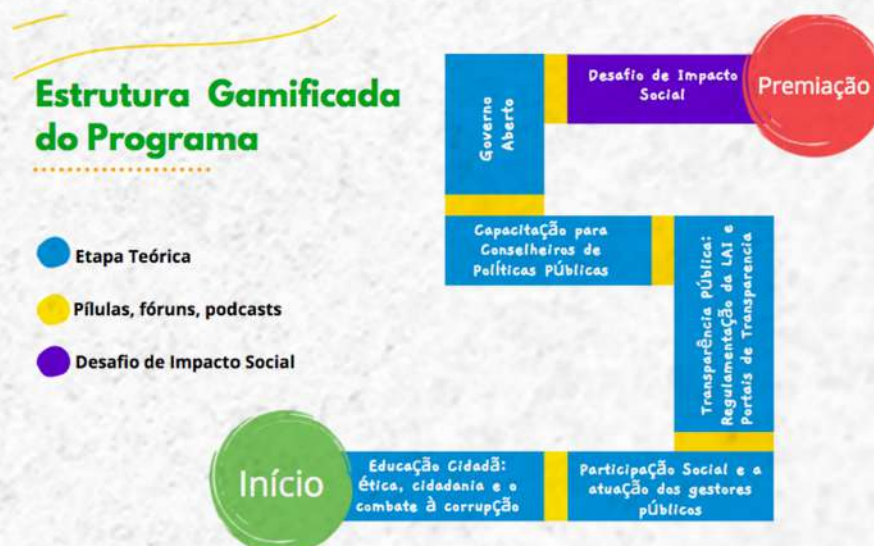 Estrutura Gamificada
do Programa
Etapa Teórica
Pílulas, fóruns, podcasts
Desafio de Impacto Social
Início
Educação Cidadã:
ética, cidadania e o
combate à corrupção
Participação Social e a
atuação dos gestores
públicos
Transparência Pública:
Regulamentação da LAI e
Portais de Transparencia
Capacitação para
Conselheiros de
Políticas Públicas
Governo
Aberto
Desafio de Impacto
Social
Premiação